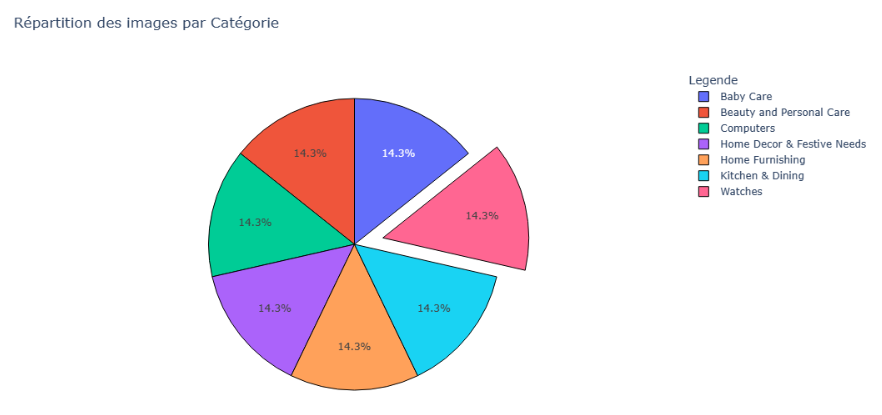 Répartition des images par Catégorie
Legende
Baby Care
Beauty and Personal Care
Computers
Home Decor & Festive Needs
Home Furnishing
Kitchen & Dining
Watches
14.3%
14.3%
14.3%
14.3%
14.3%
14.3%
14.3%